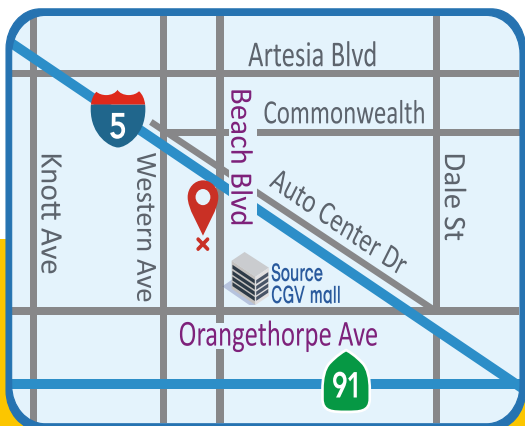 Artesia Blvd
5
Beach Blvd
Commonwealth
Knott Ave
Western Ave
Auto Center Dr
Dale St
Source
CGV mall
Orangethorpe Ave
91